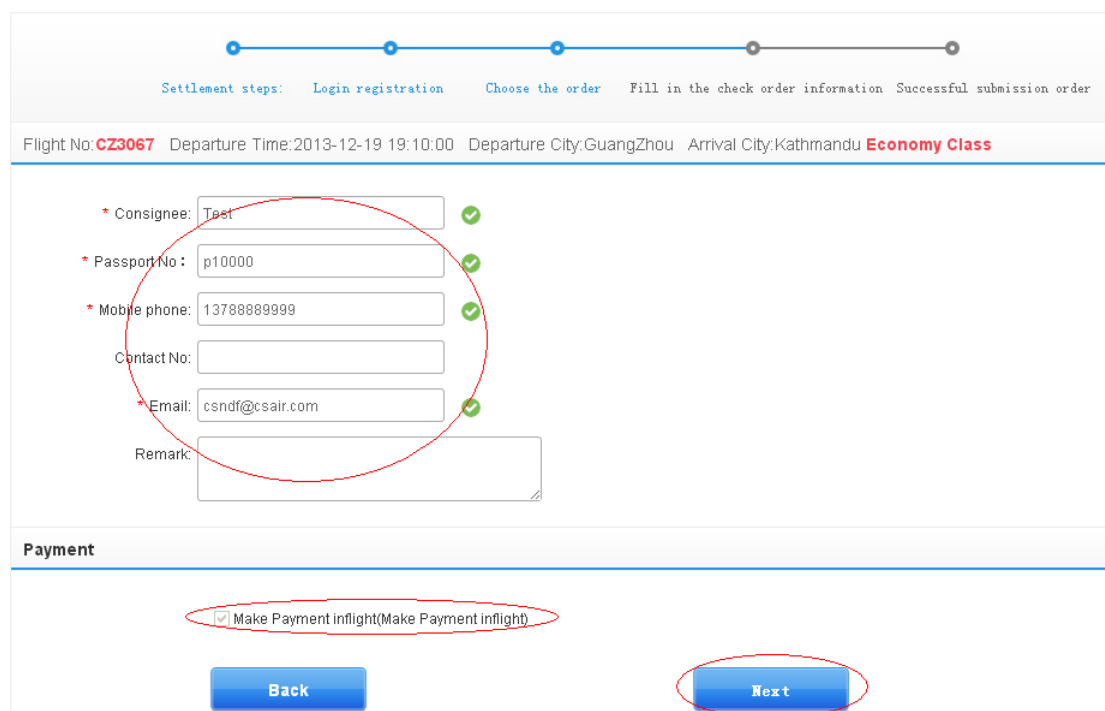 Settlement steps: Login registration Choose the order Fill in the check order information Successful submission order
Flight No:CZ3067 Departure Time:2013-12-19 19:10:00 Departure City:GuangZhou Arrival City:Kathmandu Economy Class
* Consignee: Test
* Passport No： p10000
* Mobile phone: 13788889999
Contact No:
* Email: csndf@csair.com
Remark:
Payment
Make Payment inflight(Make Payment inflight)
Back Next